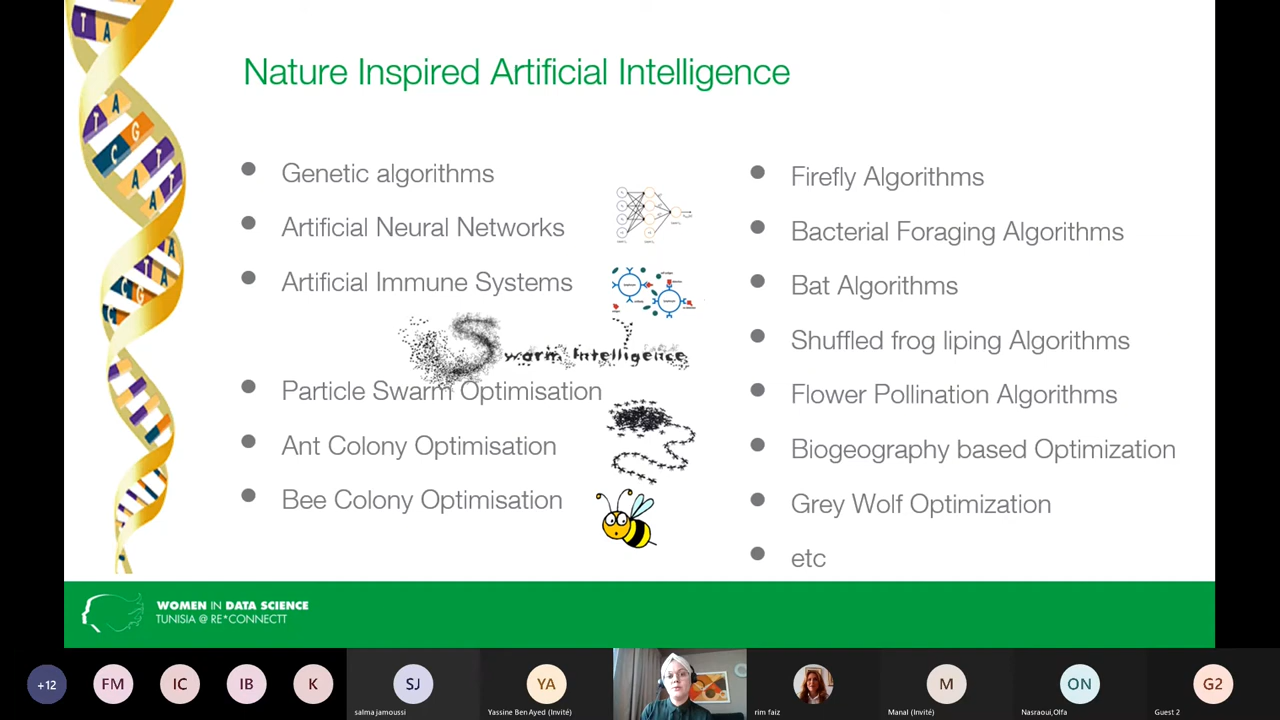 Nature Inspired Artificial Intelligence
Genetic algorithms
Artificial Neural Networks
Artificial Immune Systems
Swarm Intelligence
Particle Swarm Optimisation
Ant Colony Optimisation
Bee Colony Optimisation
Firefly Algorithms
Bacterial Foraging Algorithms
Bat Algorithms
Shuffled frog liping Algorithms
Flower Pollination Algorithms
Biogeography based Optimization
Grey Wolf Optimization
etc
T A
A
T
G
C
T
A
T
WOMEN IN DATA SCIENCE
TUNISIA @ RE*CONNECTT
+12
FM
IC
IB
K
SJ
salma jamoussi
YA
Yassine Ben Ayed (Invité)
rim faiz
M
Manal (Invité)
ON
Nasraoui,Olfa
G2
Guest 2